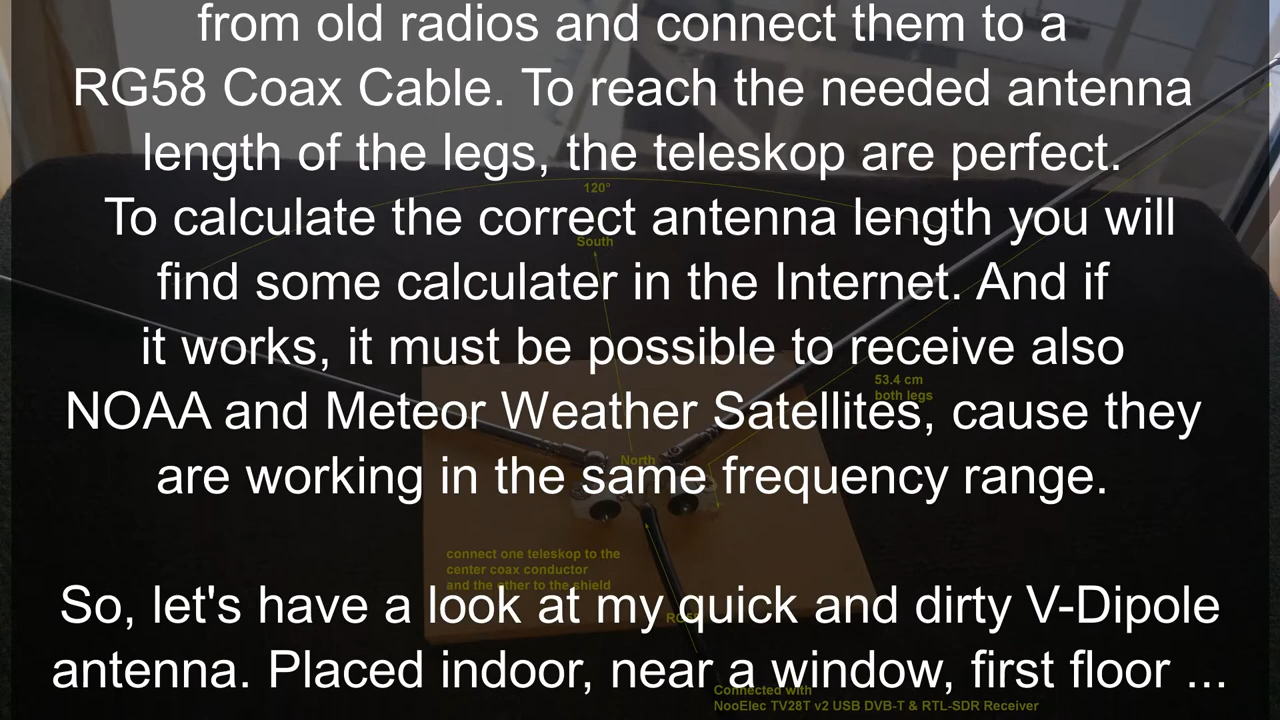 from old radios and connect them to a
RG58 Coax Cable. To reach the needed antenna
length of the legs, the teleskop are perfect.
To calculate the correct antenna length you will
find some calculater in the Internet. And if
it works, it must be possible to receive also
NOAA and Meteor Weather Satellites, cause they
are working in the same frequency range.
So, let's have a look at my quick and dirty V-Dipole
antenna. Placed indoor, near a window, first floor ...
120°
South
53.4 cm
both legs
North
connect one teleskop to the
center coax conductor
and the other to the shield
Connected with
NooElec TV28T v2 USB DVB-T & RTL-SDR Receiver